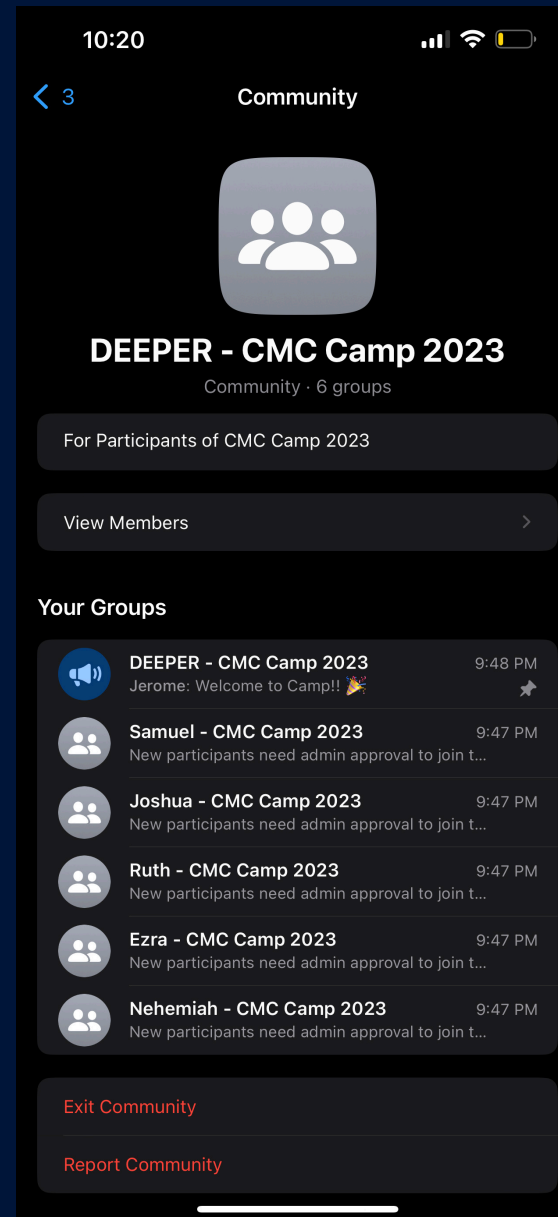 10:20
3
Community
DEEPER - CMC Camp 2023
Community · 6 groups
For Participants of CMC Camp 2023
View Members
Your Groups
DEEPER - CMC Camp 2023 9:48 PM
Jerome: Welcome to Camp!! 🎉
Samuel - CMC Camp 2023 9:47 PM
New participants need admin approval to join t...
Joshua - CMC Camp 2023 9:47 PM
New participants need admin approval to join t...
Ruth - CMC Camp 2023 9:47 PM
New participants need admin approval to join t...
Ezra - CMC Camp 2023 9:47 PM
New participants need admin approval to join t...
Nehemiah - CMC Camp 2023 9:47 PM
New participants need admin approval to join t...
Exit Community
Report Community